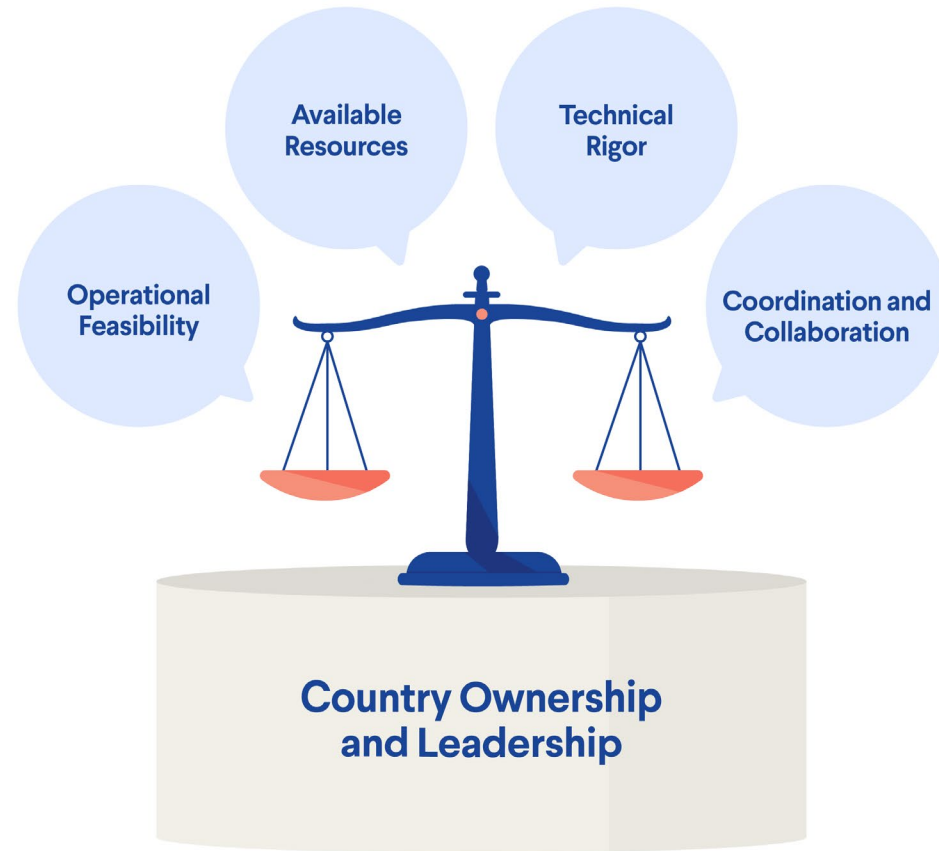 Available
Resources
Technical
Rigor
Operational
Feasibility
Coordination and
Collaboration
Country Ownership
and Leadership